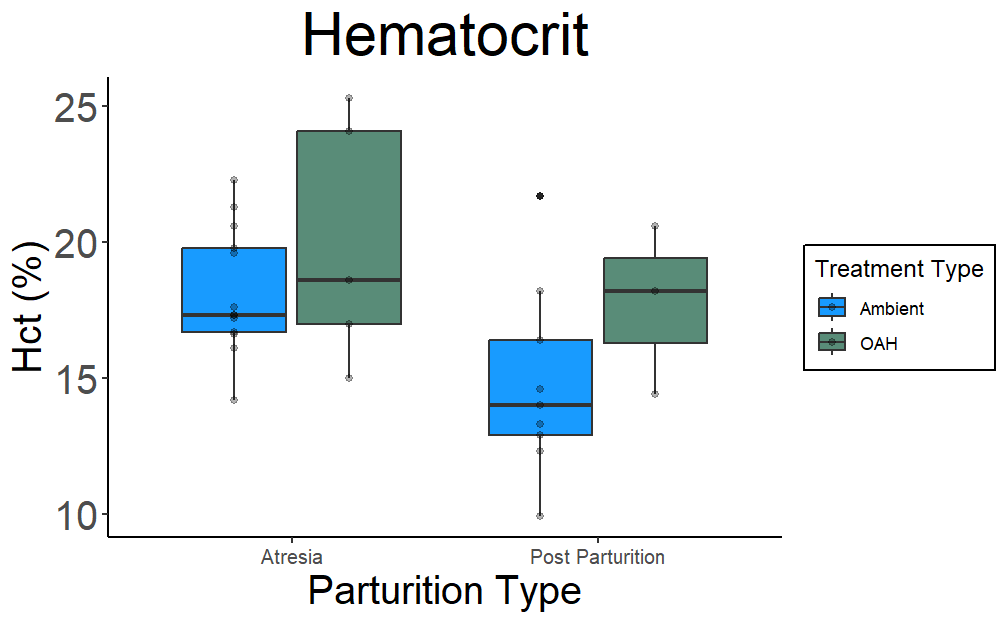 Hematocrit
25
20
15
10
Hct (%)
Atresia
Post Parturition
Parturition Type
Treatment Type
Ambient
OAH